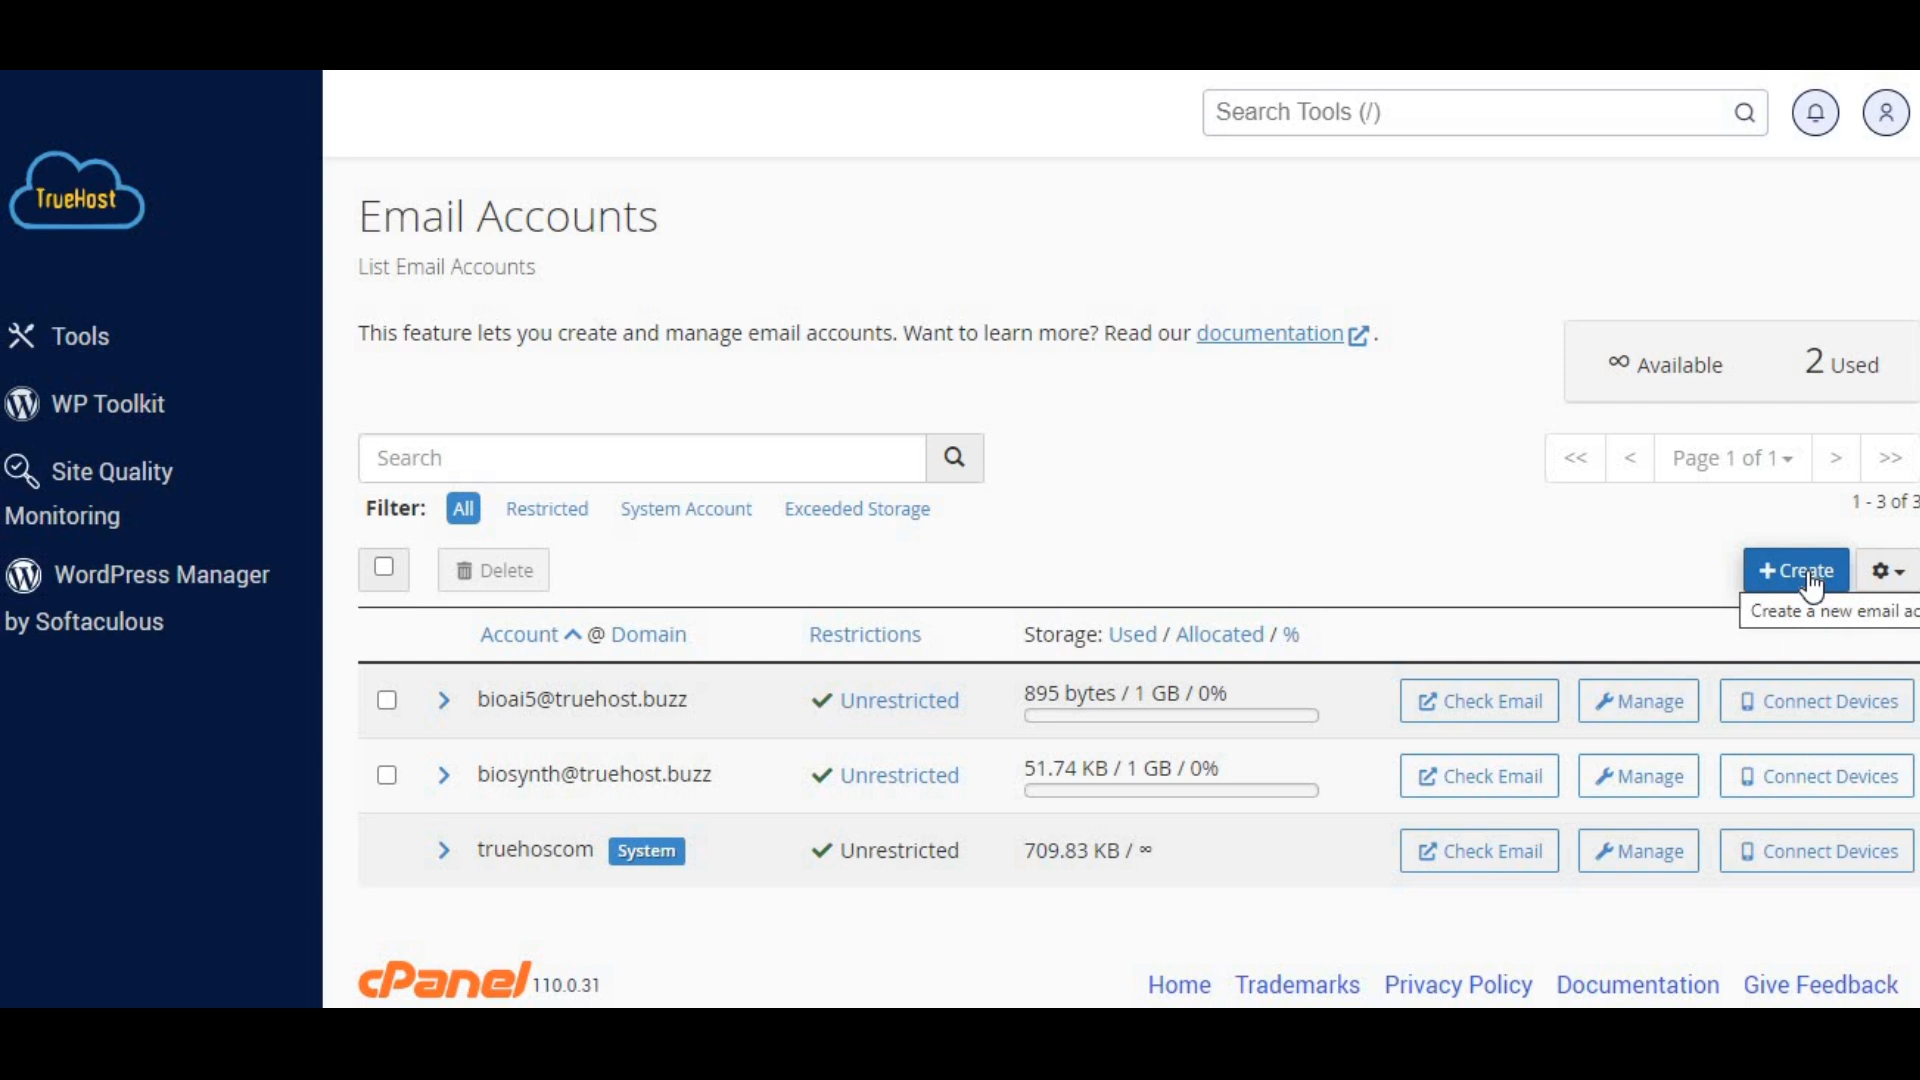 Search Tools (/)
TrueHost
Email Accounts
List Email Accounts
Tools
This feature lets you create and manage email accounts. Want to learn more? Read our documentation .
∞ Available 2 Used
WP Toolkit
Search
<< < Page 1 of 1 > >>
Site Quality
Monitoring
1 - 3 of 3
Filter: All Restricted System Account Exceeded Storage
WordPress Manager
by Softaculous
Delete
+ Create
Create a new email ac
Account @ Domain Restrictions Storage: Used / Allocated / %
bioai5@truehost.buzz Unrestricted 895 bytes / 1 GB / 0% Check Email Manage Connect Devices
biosynth@truehost.buzz Unrestricted 51.74 KB / 1 GB / 0% Check Email Manage Connect Devices
truehoscom System Unrestricted 709.83 KB / ∞ Check Email Manage Connect Devices
cPanel 110.0.31 Home Trademarks Privacy Policy Documentation Give Feedback